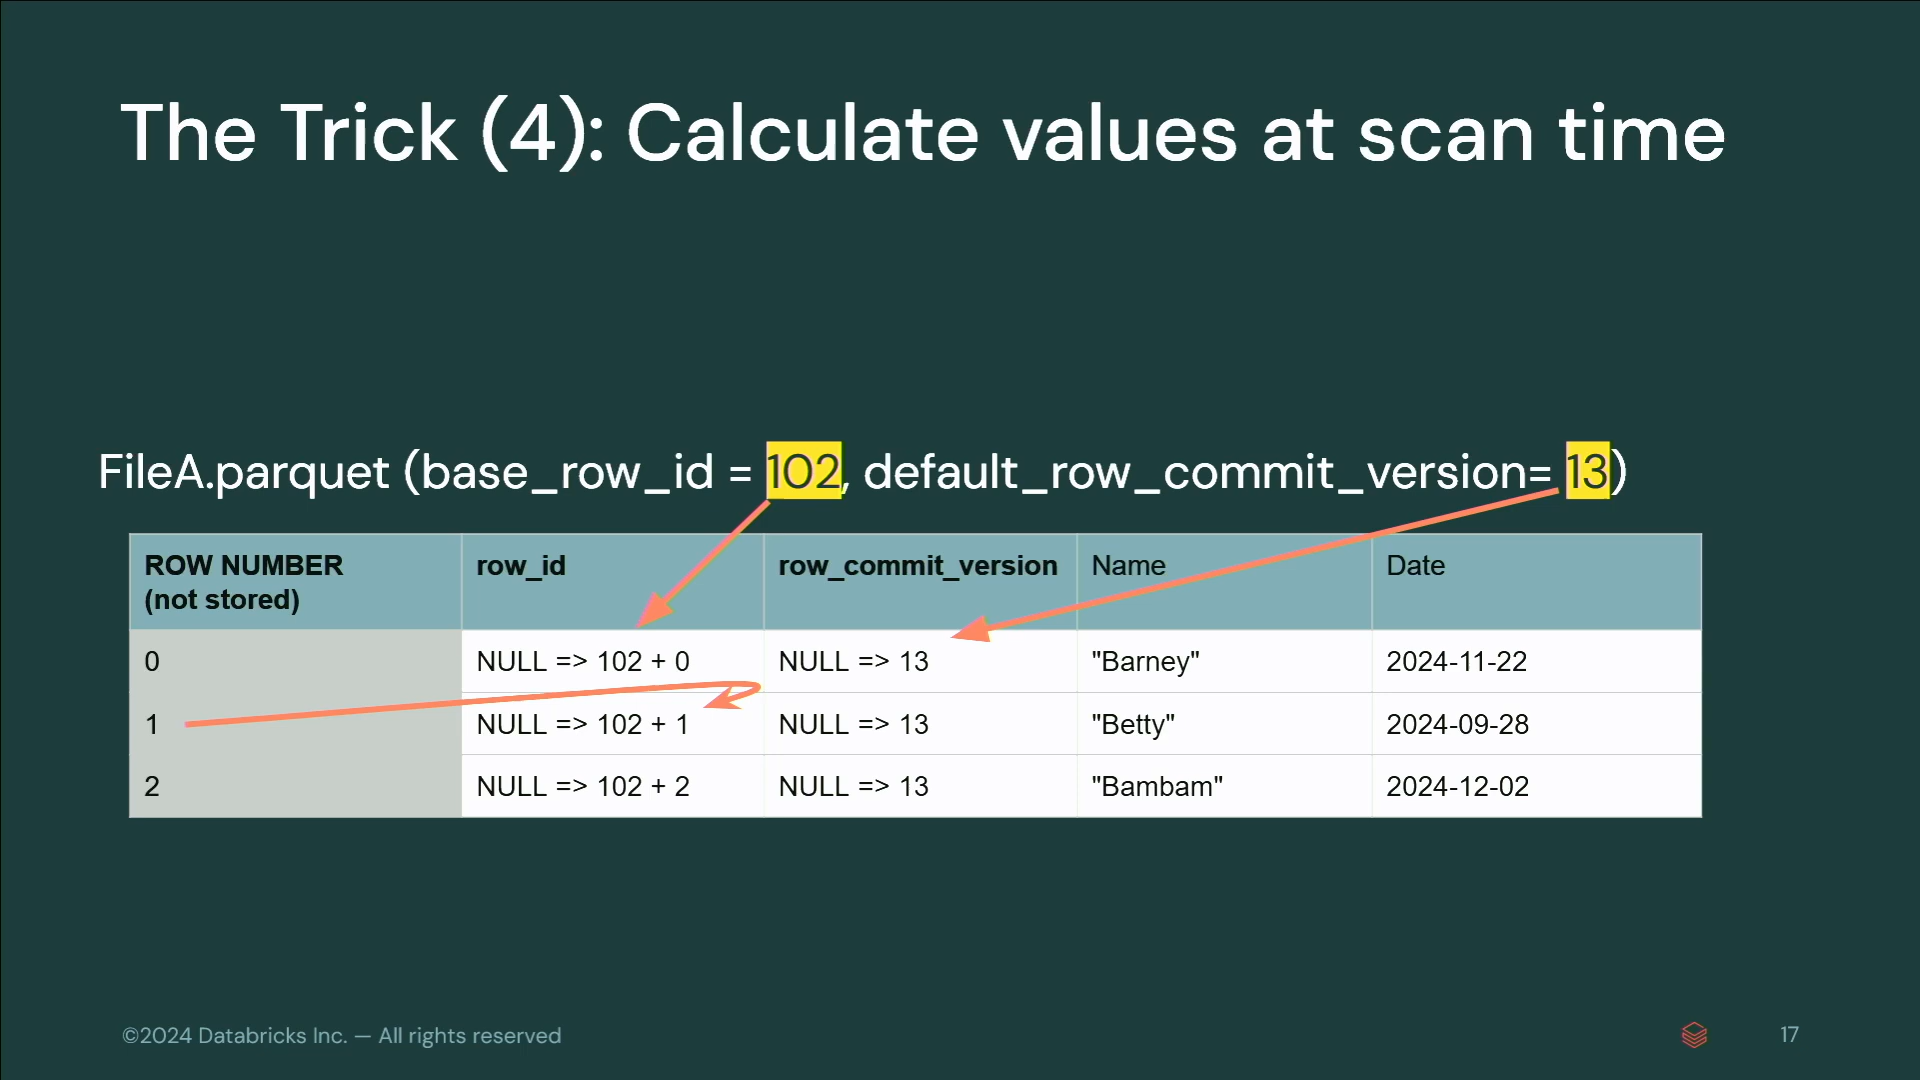 The Trick (4): Calculate values at scan time
FileA.parquet (base_row_id = 102, default_row_commit_version= 13)
ROW NUMBER (not stored) row_id row_commit_version Name Date
0 NULL => 102 + 0 NULL => 13 "Barney" 2024-11-22
1 NULL => 102 + 1 NULL => 13 "Betty" 2024-09-28
2 NULL => 102 + 2 NULL => 13 "Bambam" 2024-12-02
©2024 Databricks Inc. — All rights reserved 17